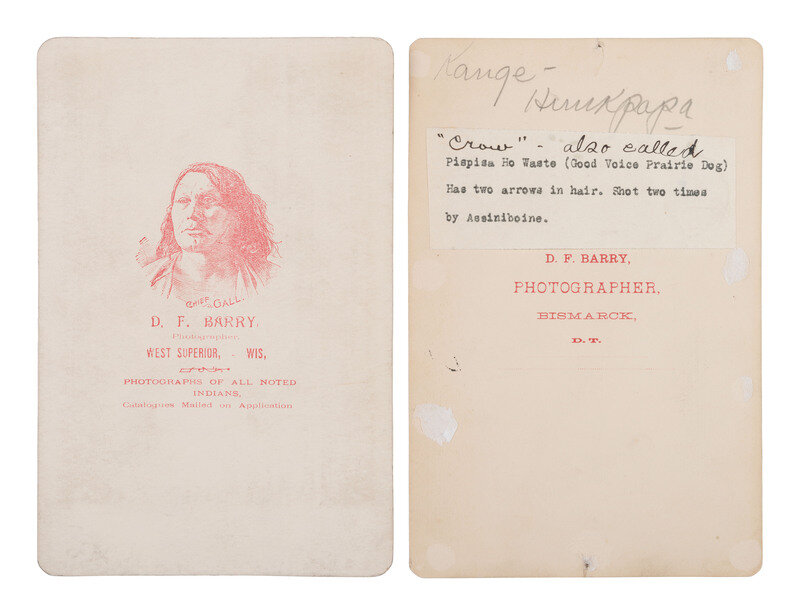 CHIEF GALL.
D. F. BARRY,
Photographer,
WEST SUPERIOR, - WIS,
PHOTOGRAPHS OF ALL NOTED
INDIANS,
Catalogues Mailed on Application
Kange -
Hunkpapa
"Crow" - also called
Pispisa Ho Waste (Good Voice Prairie Dog)
Has two arrows in hair. Shot two times
by Assiniboine.
D. F. BARRY,
PHOTOGRAPHER,
BISMARCK,
D. T.